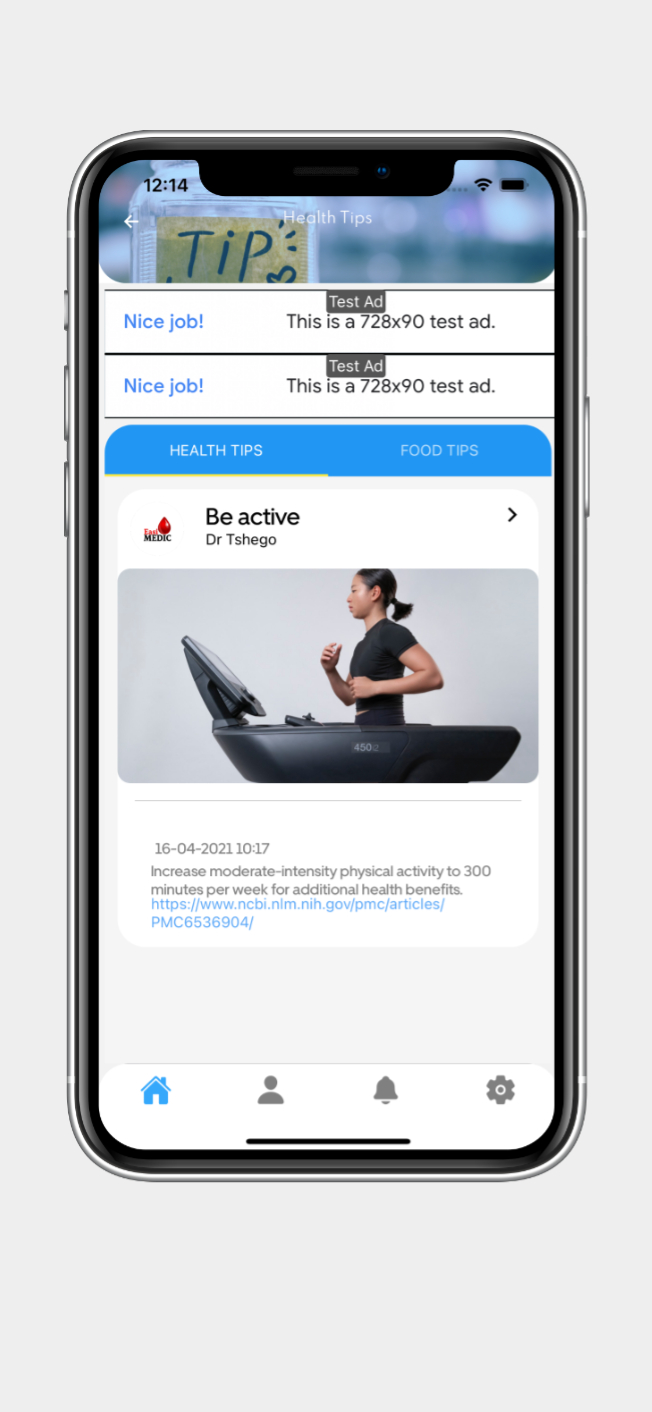 12:14
Health Tips
TiP
Test Ad
Nice job!
This is a 728x90 test ad.
Test Ad
Nice job!
This is a 728x90 test ad.
HEALTH TIPS
FOOD TIPS
Be active
Dr Tshego
MEDIC
450
16-04-2021 10:17
Increase moderate-intensity physical activity to 300
minutes per week for additional health benefits.
https://www.ncbi.nlm.nih.gov/pmc/articles/
PMC6536904/